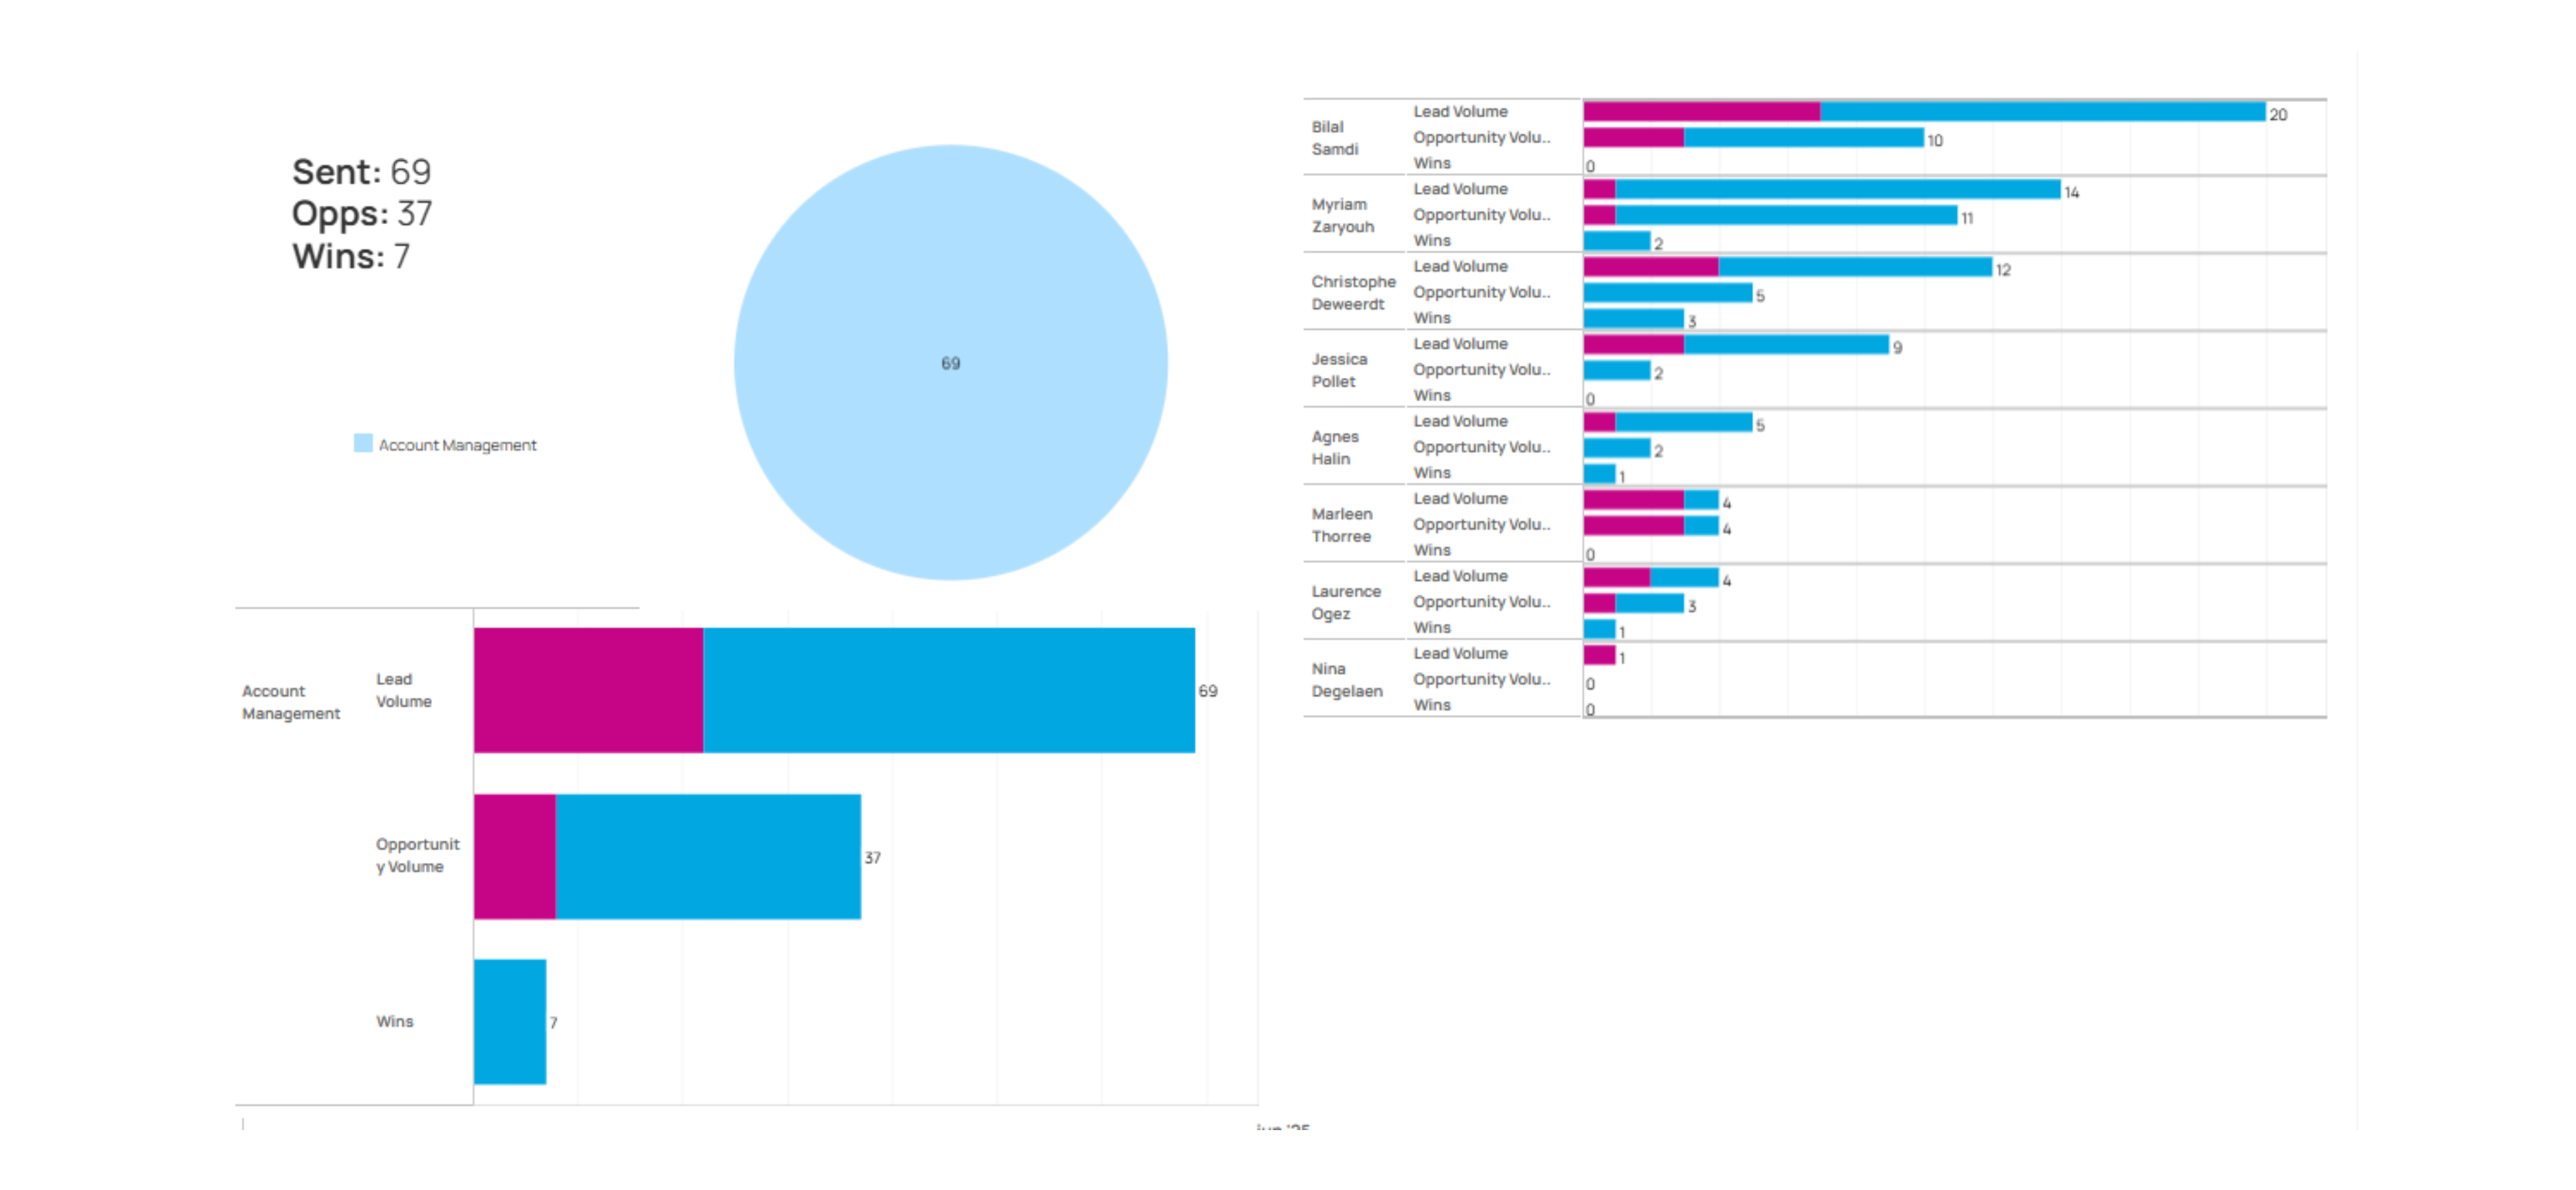 Sent: 69
Opps: 37
Wins: 7
69
Account Management
Account
Management
Lead
Volume
69
Opportunit
y Volume
37
Wins
7
Bilal
Samdi
Lead Volume
20
Opportunity Volu..
10
Wins
0
Myriam
Zaryouh
Lead Volume
14
Opportunity Volu..
11
Wins
2
Christophe
Deweerdt
Lead Volume
12
Opportunity Volu..
5
Wins
3
Jessica
Pollet
Lead Volume
9
Opportunity Volu..
2
Wins
0
Agnes
Halin
Lead Volume
5
Opportunity Volu..
2
Wins
1
Marleen
Thorree
Lead Volume
4
Opportunity Volu..
4
Wins
0
Laurence
Ogez
Lead Volume
4
Opportunity Volu..
3
Wins
1
Nina
Degelaen
Lead Volume
1
Opportunity Volu..
0
Wins
0